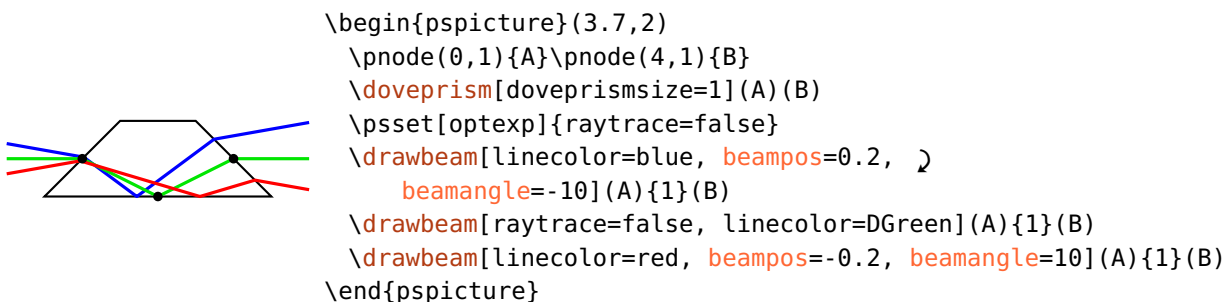 \begin{pspicture}(3.7,2)
\pnode(0,1){A}\pnode(4,1){B}
\doveprism[doveprismsize=1](A)(B)
\psset[optexp]{raytrace=false}
\drawbeam[linecolor=blue, beampos=0.2,
beamangle=-10](A){1}(B)
\drawbeam[raytrace=false, linecolor=DGreen](A){1}(B)
\drawbeam[linecolor=red, beampos=-0.2, beamangle=10](A){1}(B)
\end{pspicture}